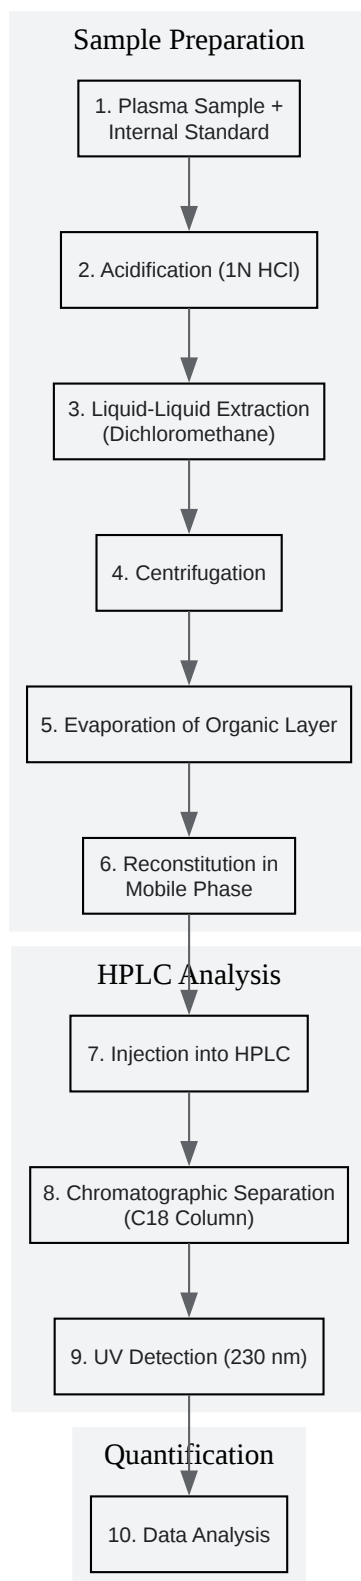 Sample Preparation
1. Plasma Sample +
Internal Standard
2. Acidification (1N HCl)
3. Liquid-Liquid Extraction
(Dichloromethane)
4. Centrifugation
5. Evaporation of Organic Layer
6. Reconstitution in
Mobile Phase
HPLC Analysis
7. Injection into HPLC
8. Chromatographic Separation
(C18 Column)
9. UV Detection (230 nm)
Quantification
10. Data Analysis